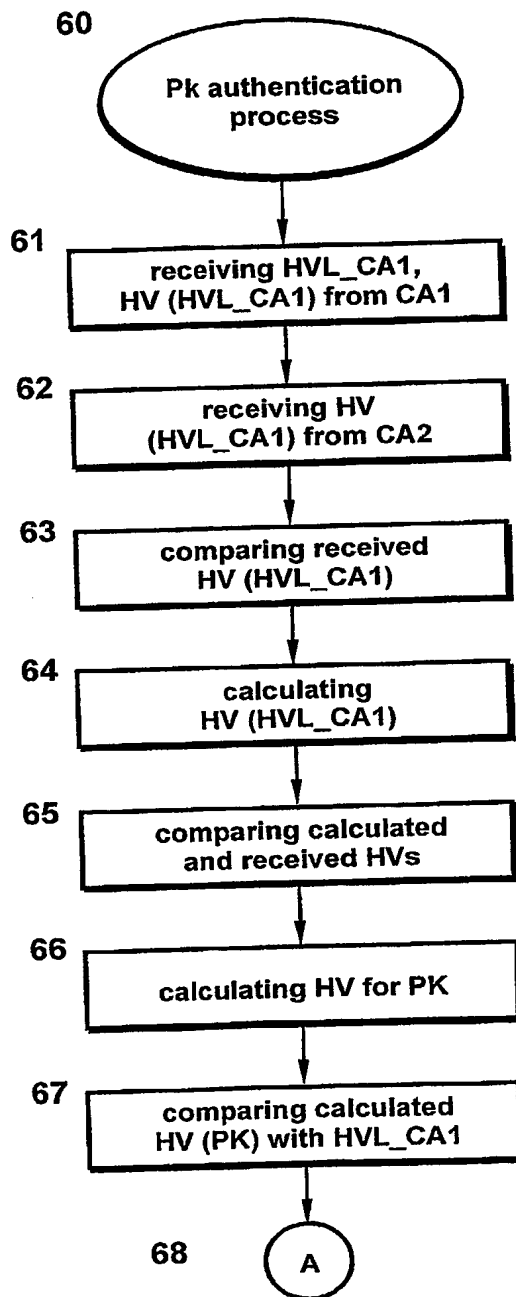 60
Pk authentication
process
61
receiving HVL_CA1,
HV (HVL_CA1) from CA1
62
receiving HV
(HVL_CA1) from CA2
63
comparing received
HV (HVL_CA1)
64
calculating
HV (HVL_CA1)
65
comparing calculated
and received HVs
66
calculating HV for PK
67
comparing calculated
HV (PK) with HVL_CA1
68
A